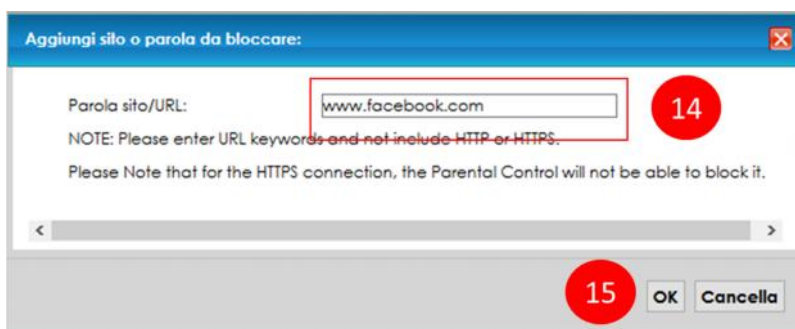 Aggiungi sito o parola da bloccare:
Parola sito/URL: www.facebook.com 14
NOTE: Please enter URL keywords and not include HTTP or HTTPS.
Please Note that for the HTTPS connection, the Parental Control will not be able to block it.
15 OK Cancella